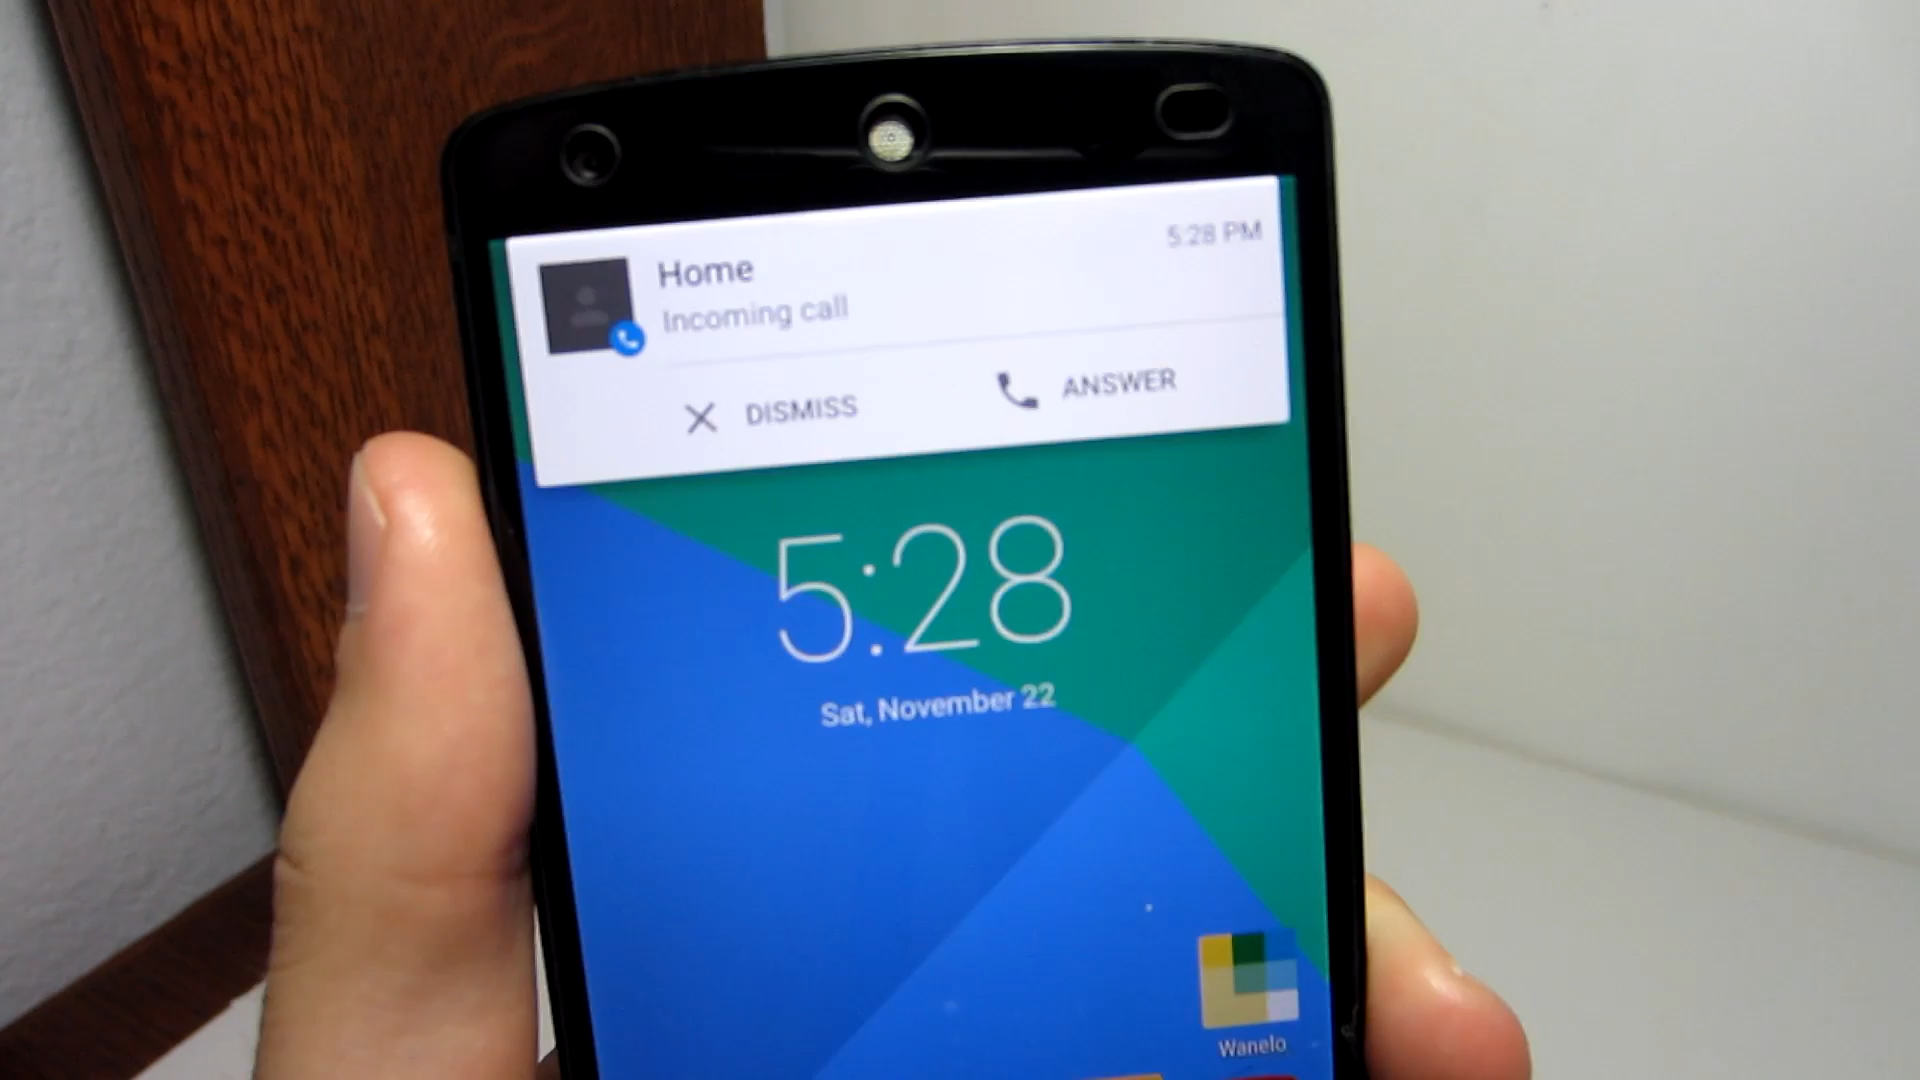 5:28 PM
Home
Incoming call
DISMISS
ANSWER
5:28
Sat, November 22
Wanelo